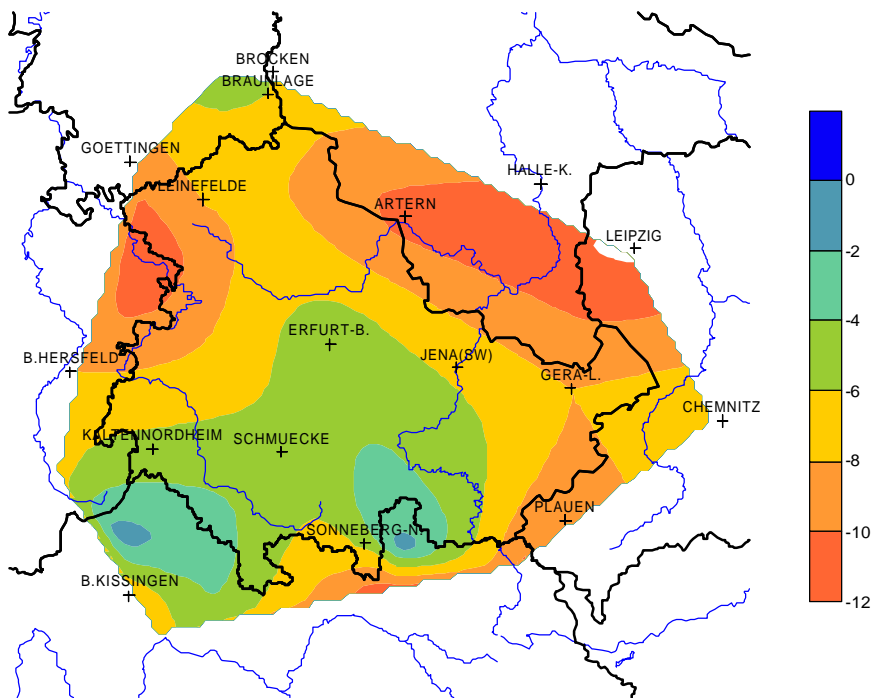 BROCKEN
BRAUNLAGE
GOETTINGEN
HALLE-K.
LEINEFELDE
ARTERN
LEIPZIG
ERFURT-B.
JENA(SW)
B.HERSFELD
GERA-L.
CHEMNITZ
KALTENNORDHEIM
SCHMUECKE
PLAUEN
SONNEBERG-N.
B.KISSINGEN
0
-2
-4
-6
-8
-10
-12